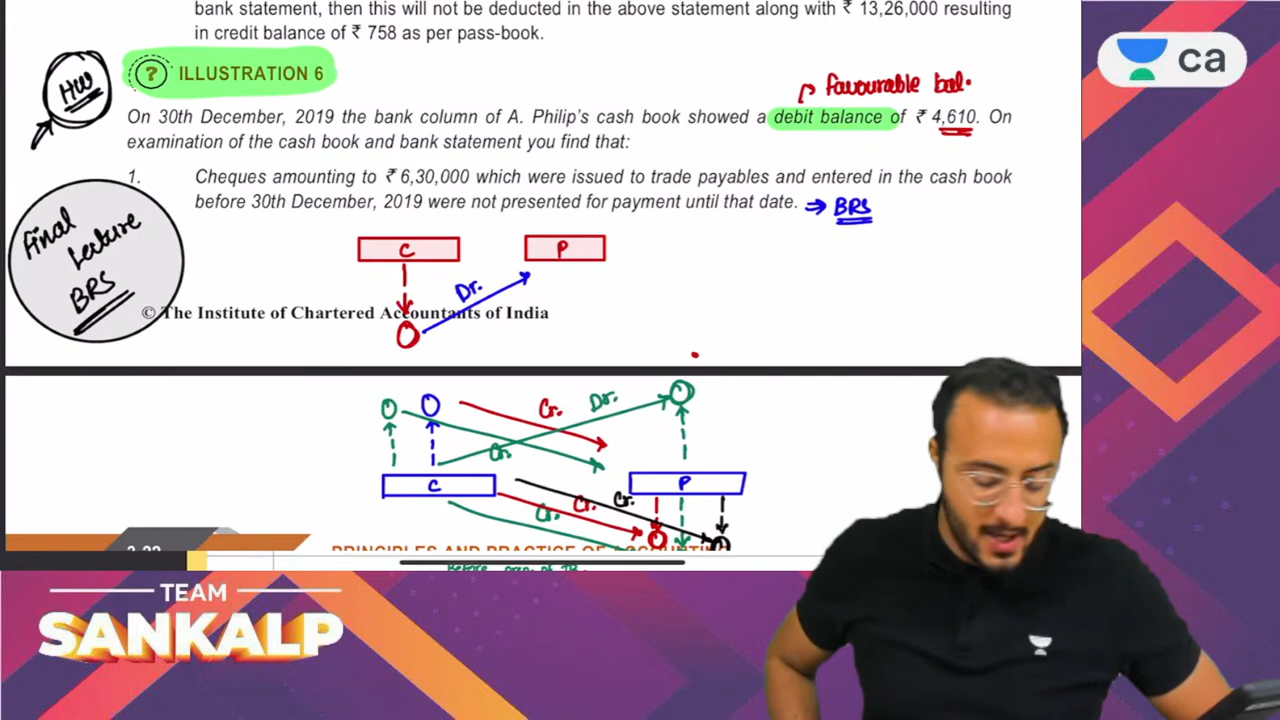 bank statement, then this will not be deducted in the above statement along with ₹ 13,26,000 resulting
in credit balance of ₹ 758 as per pass-book.
HW
? ILLUSTRATION 6
favourable bal.
ca
On 30th December, 2019 the bank column of A. Philip's cash book showed a debit balance of ₹ 4,610. On
examination of the cash book and bank statement you find that:
1. Cheques amounting to ₹ 6,30,000 which were issued to trade payables and entered in the cash book
before 30th December, 2019 were not presented for payment until that date. ⇒ BRS
Final
Lecture
BRS
C P
Dr.
© The Institute of Chartered Accountants of India
Cr. Dr.
Cr.
C P
Cr. Cr. Cr.
3.22 PRINCIPLES AND PRACTICE OF ACCOUNTING
TEAM
SANKALP